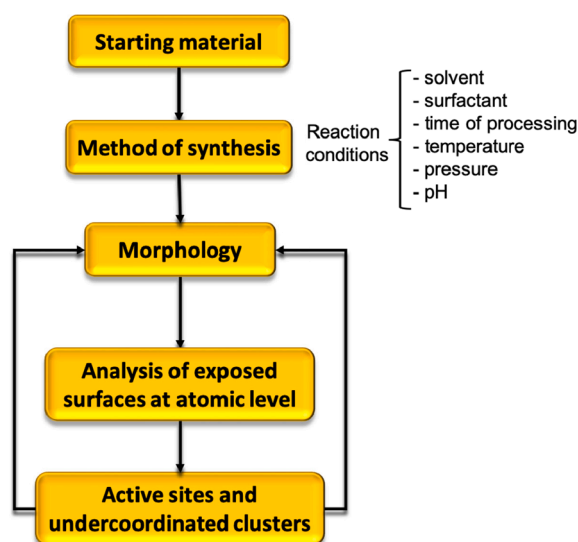 Starting material
Method of synthesis
Reaction
conditions
- solvent
- surfactant
- time of processing
- temperature
- pressure
- pH
Morphology
Analysis of exposed
surfaces at atomic level
Active sites and
undercoordinated clusters